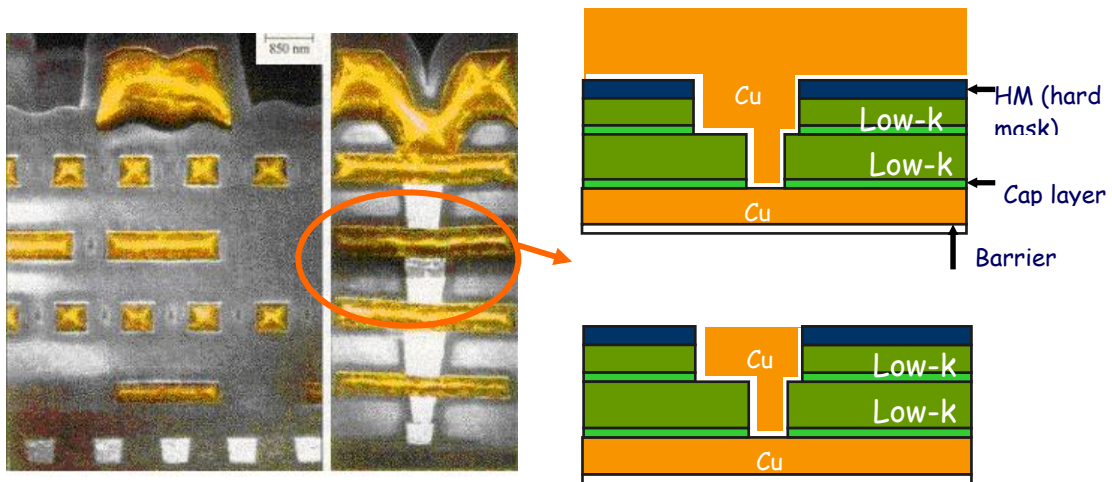 850 nm
Cu
HM (hard
mask)
Low-k
Low-k
Cap layer
Cu
Barrier
Cu
Low-k
Low-k
Cu